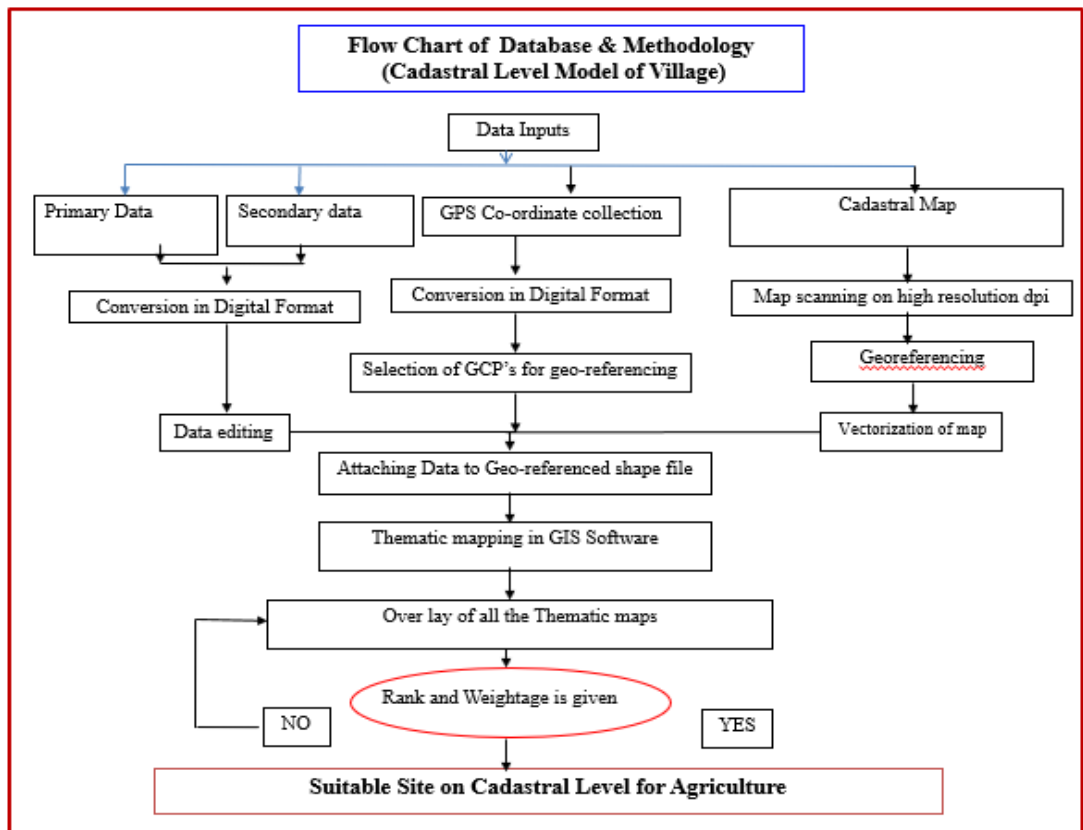 Flow Chart of Database & Methodology
(Cadastral Level Model of Village)
Data Inputs
Primary Data
Secondary data
GPS Co-ordinate collection
Cadastral Map
Conversion in Digital Format
Conversion in Digital Format
Map scanning on high resolution dpi
Selection of GCP's for geo-referencing
Georeferencing
Data editing
Vectorization of map
Attaching Data to Geo-referenced shape file
Thematic mapping in GIS Software
Over lay of all the Thematic maps
Rank and Weightage is given
NO
YES
Suitable Site on Cadastral Level for Agriculture